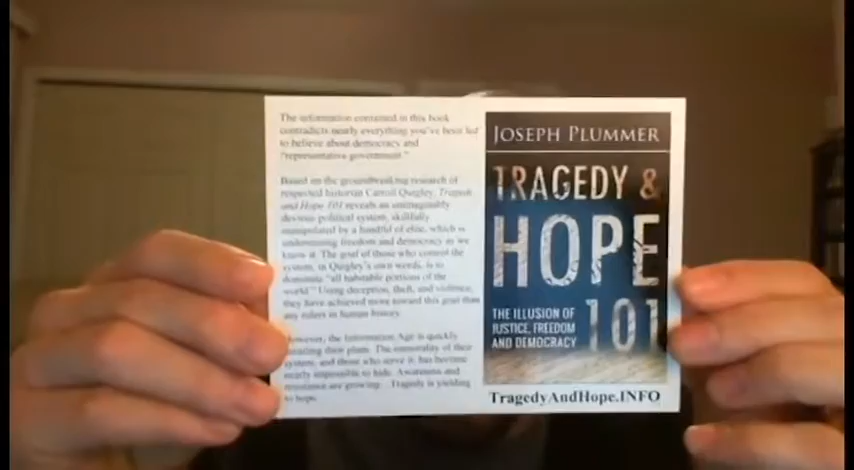 The information contained in this book
contradicts nearly everything you've been led
to believe about democracy and
"representative government."
Based on the groundbreaking research of
respected historian Carroll Quigley, Tragedy
and Hope 101 reveals an unimaginably
devious political system, skillfully
manipulated by a handful of elite, which is
undermining freedom and democracy as we
know it. The goal of those who control the
system, in Quigley's own words, is to
dominate "all habitable portions of the
world." Using deception, theft, and violence,
they have achieved more toward this goal than
any rulers in human history.
However, the Information Age is quickly
their plans. The immorality of their
system, and those who serve it, has become
nearly impossible to hide. Awareness and
resistance are growing... Tragedy is yielding
to hope.
JOSEPH PLUMMER
TRAGEDY &
HOPE
101
THE ILLUSION OF
JUSTICE, FREEDOM
AND DEMOCRACY
TragedyAndHope.INFO